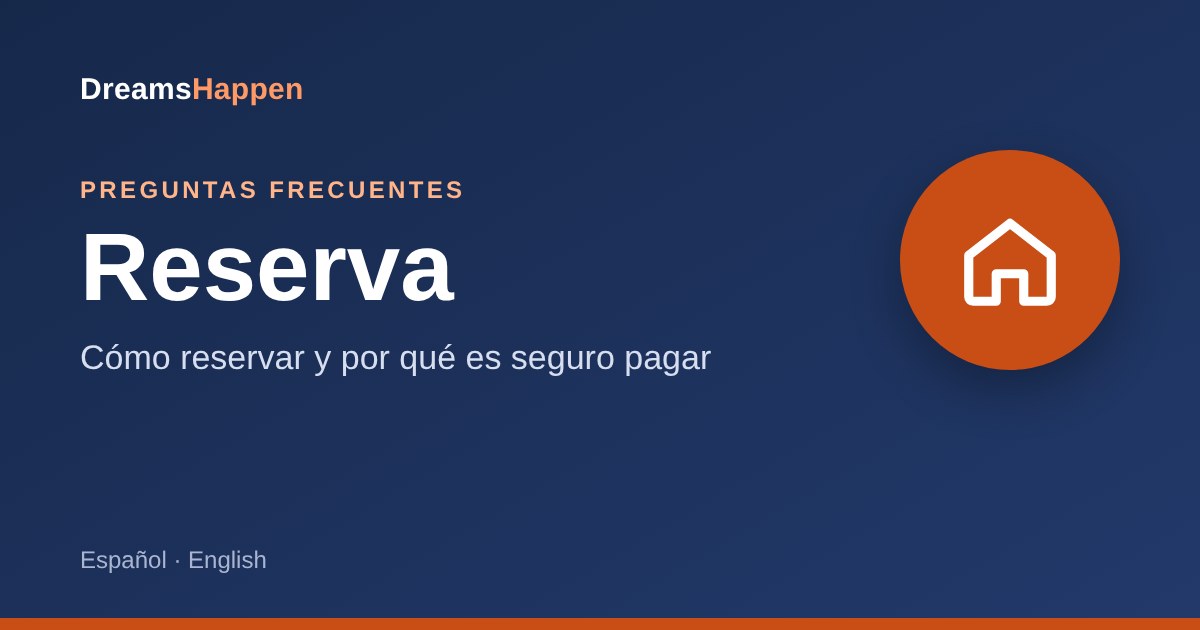 DreamsHappen
PREGUNTAS FRECUENTES
Reserva
Cómo reservar y por qué es seguro pagar
Español · English